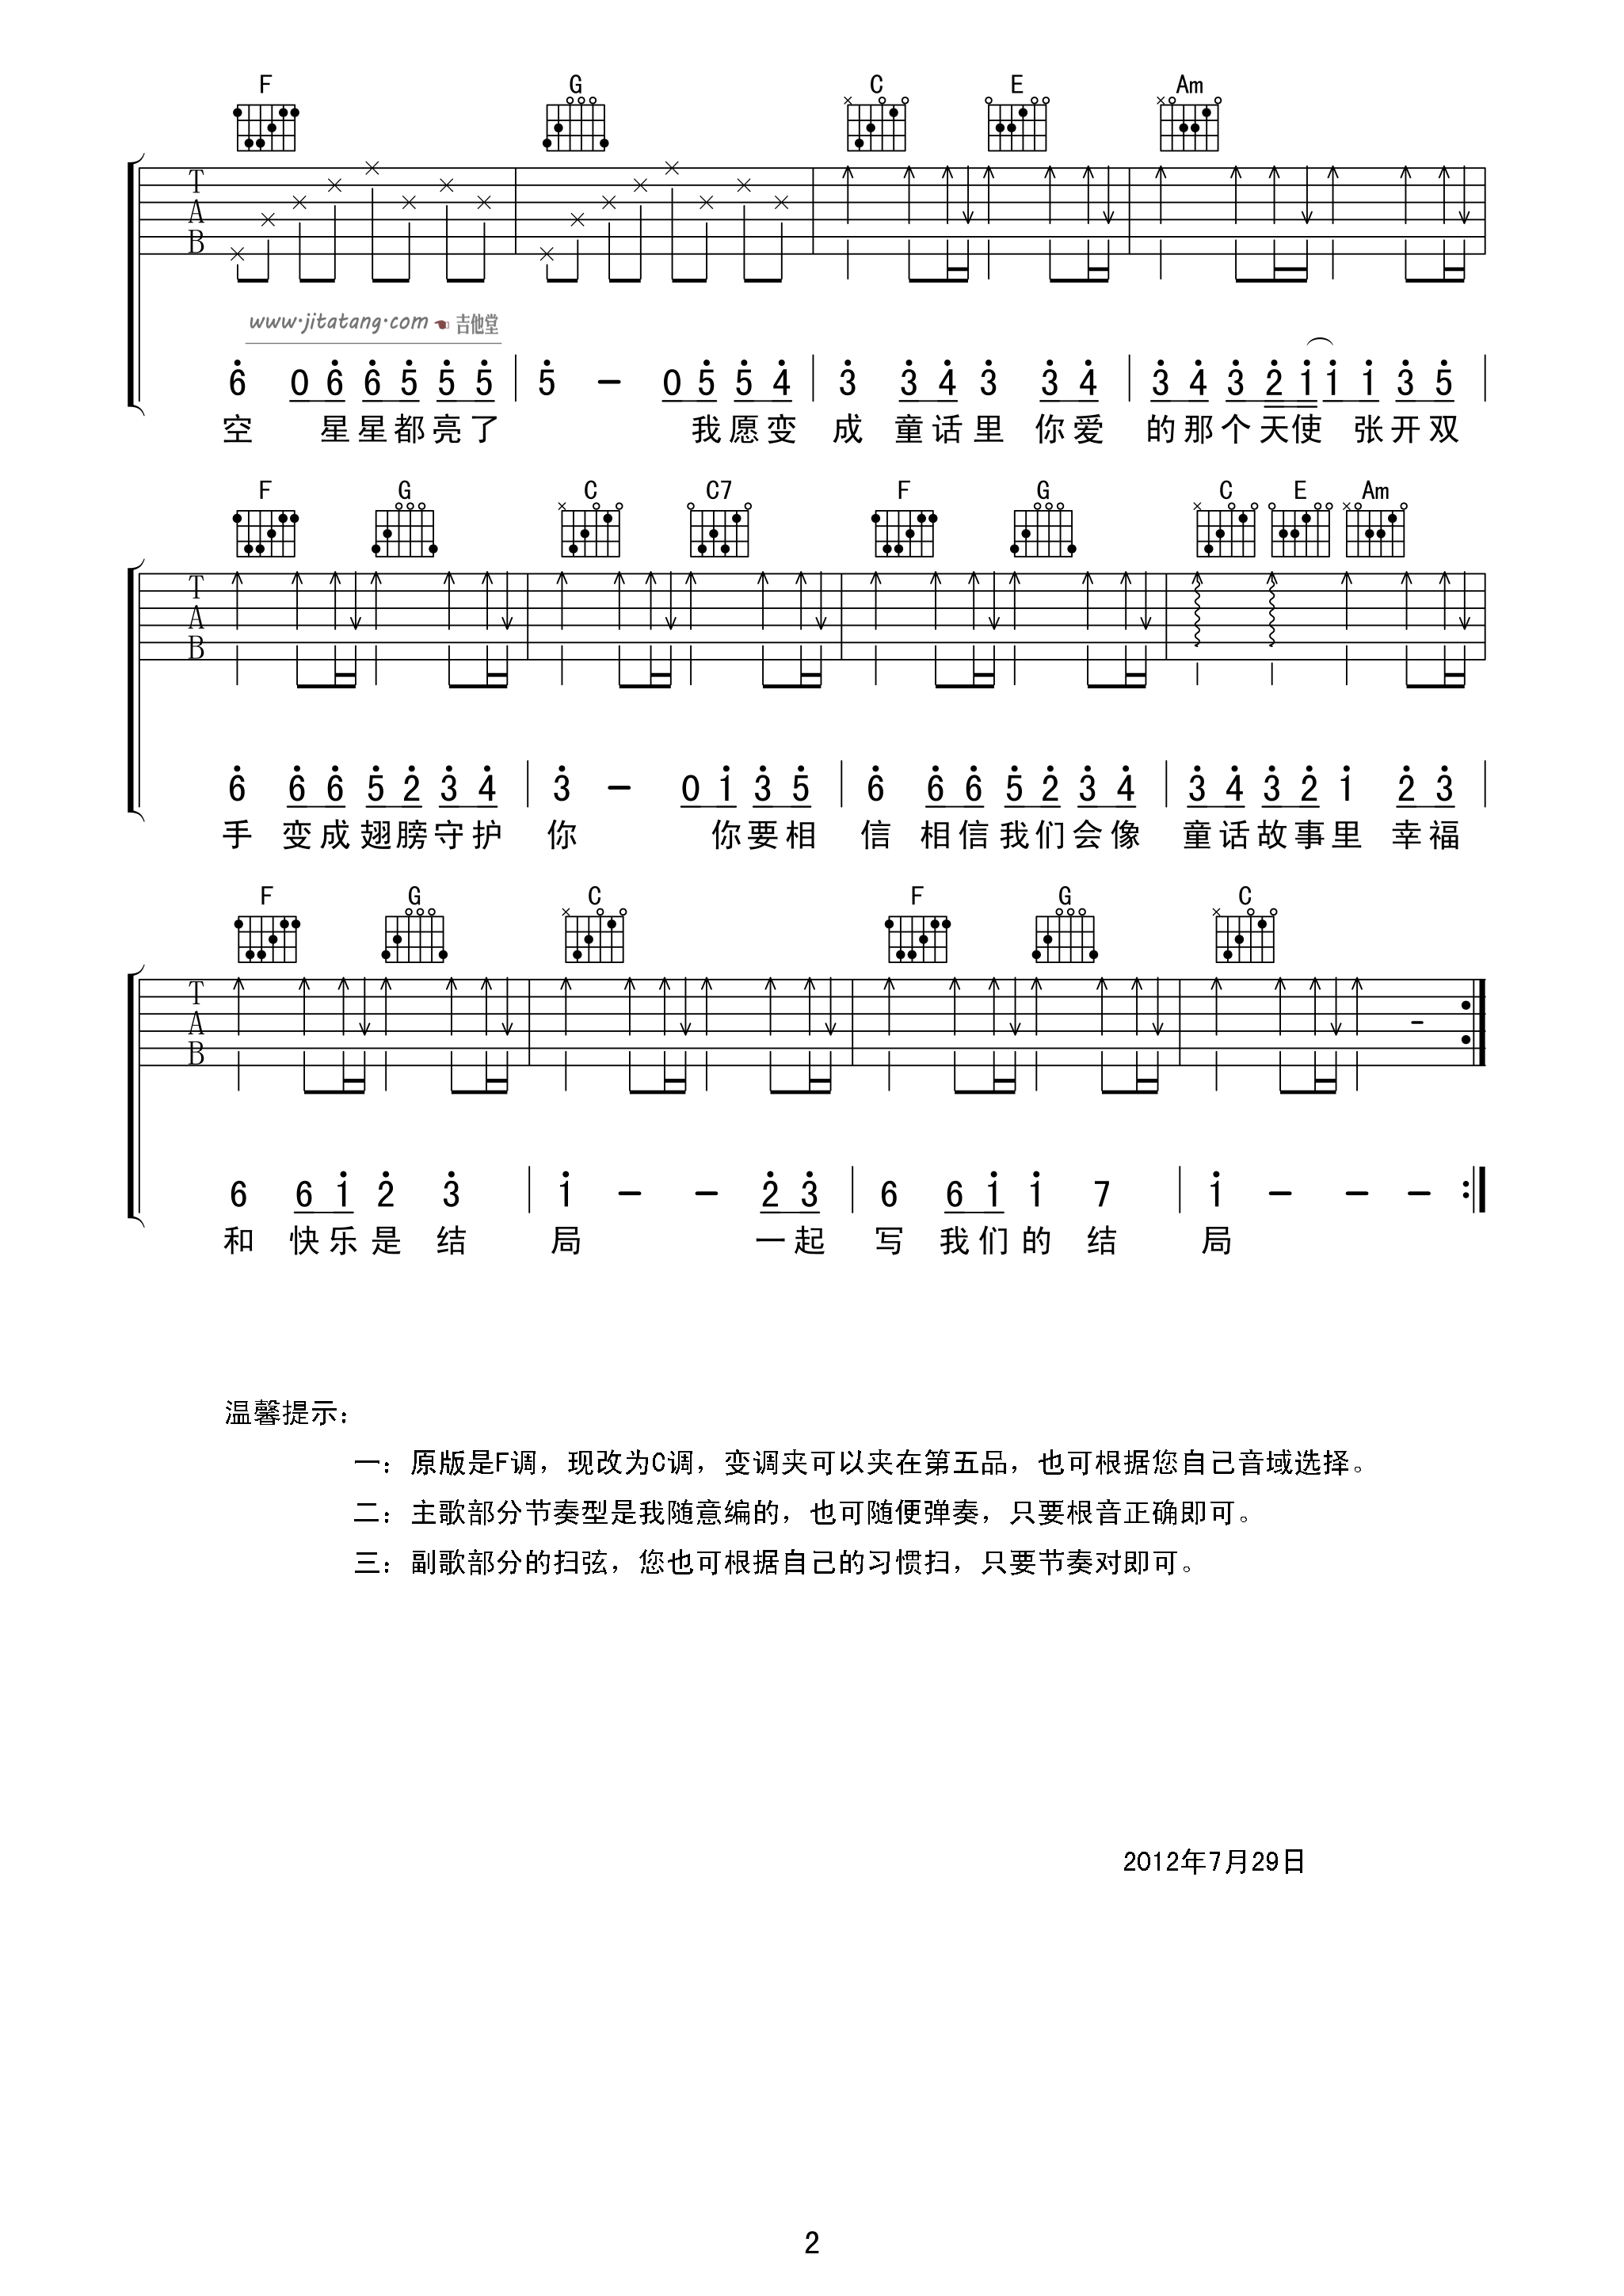 F G C E Am
T
A
B
www·jitatang·com 吉他堂
6 0 6 6 5 5 5 | 5 - 0 5 5 4 | 3 3 4 3 3 4 | 3 4 3 2 1 1 1 3 5 |
空 星星都亮了 我愿变 成 童话里 你爱 的那个天使 张开双
F G C C7 F G C E Am
T
A
B
6 6 6 5 2 3 4 | 3 - 0 1 3 5 | 6 6 6 5 2 3 4 | 3 4 3 2 1 2 3 |
手 变成翅膀守护 你 你要相 信 相信我们会像 童话故事里 幸福
F G C F G C
T
A
B
6 6 1 2 3 | 1 - - 2 3 | 6 6 1 1 7 | 1 - - - :|
和 快乐是 结 局 一起 写 我们的 结 局
温馨提示：
一：原版是F调，现改为C调，变调夹可以夹在第五品，也可根据您自己音域选择。
二：主歌部分节奏型是我随意编的，也可随便弹奏，只要根音正确即可。
三：副歌部分的扫弦，您也可根据自己的习惯扫，只要节奏对即可。
2012年7月29日
2